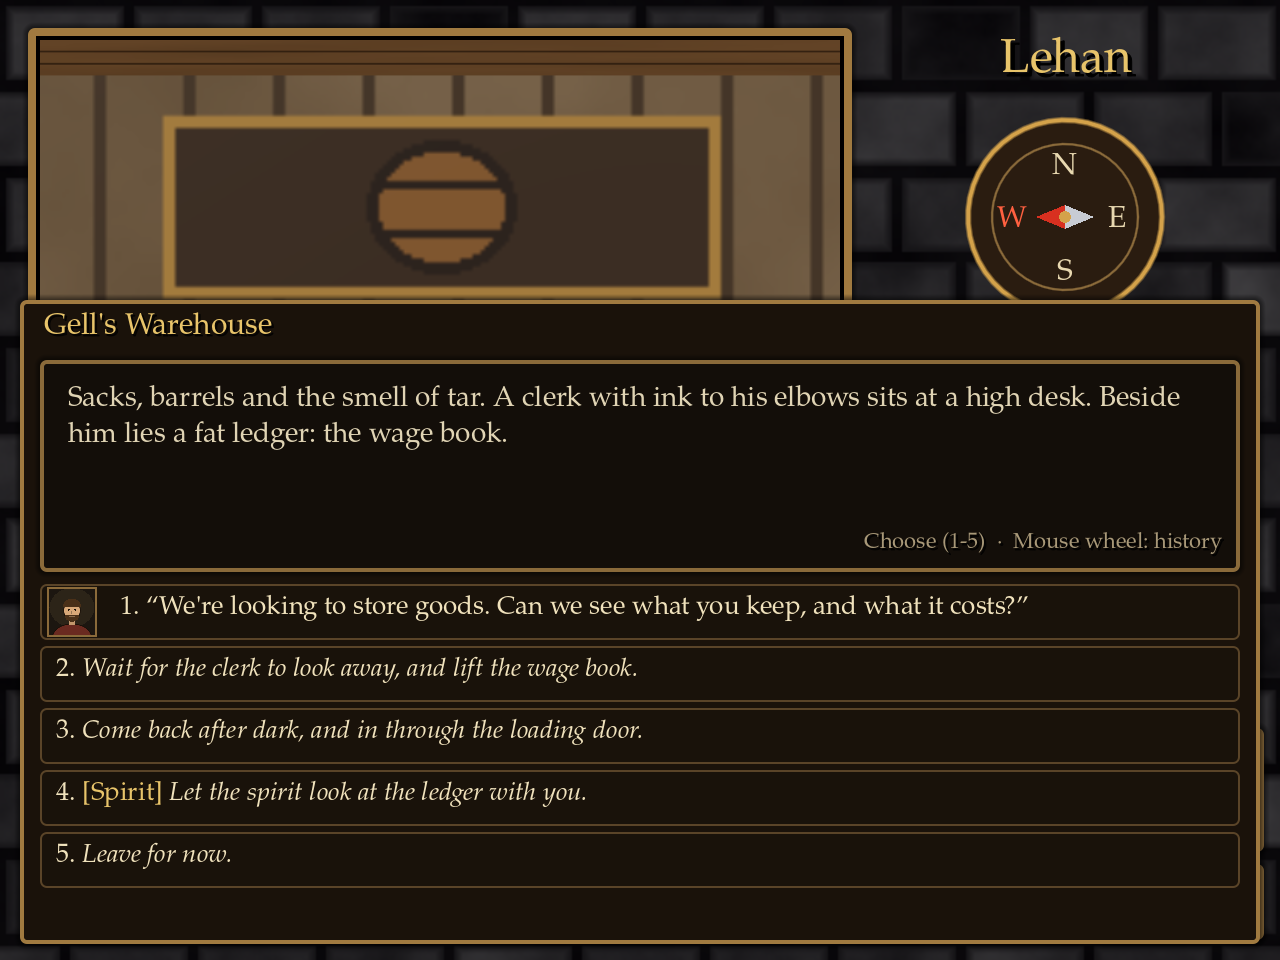 Lehan
N
W E
S
Gell's Warehouse
Sacks, barrels and the smell of tar. A clerk with ink to his elbows sits at a high desk. Beside
him lies a fat ledger: the wage book.
Choose (1-5) · Mouse wheel: history
1. “We're looking to store goods. Can we see what you keep, and what it costs?”
2. Wait for the clerk to look away, and lift the wage book.
3. Come back after dark, and in through the loading door.
4. [Spirit] Let the spirit look at the ledger with you.
5. Leave for now.